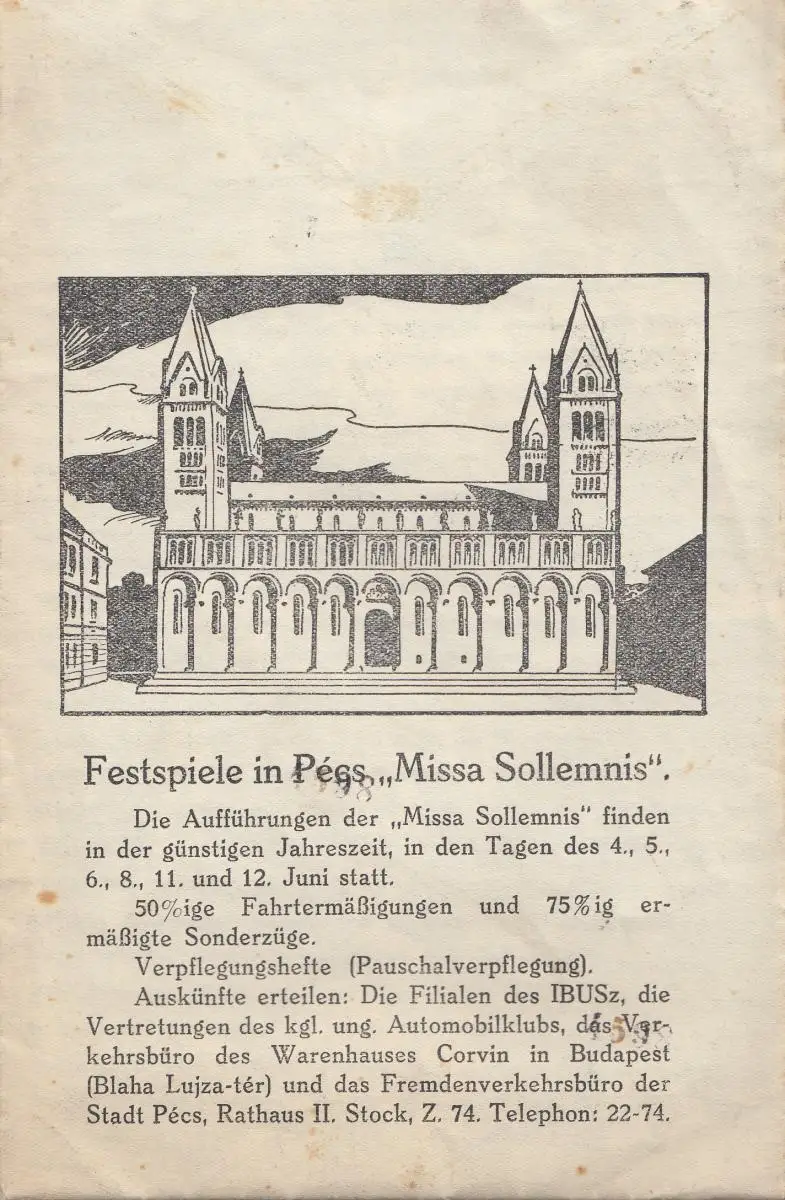 Festspiele in Pécs „Missa Sollemnis“.
Die Aufführungen der „Missa Sollemnis“ finden
in der günstigen Jahreszeit, in den Tagen des 4., 5.,
6., 8., 11. und 12. Juni statt.
50%ige Fahrtermäßigungen und 75%ig er-
mäßigte Sonderzüge.
Verpflegungshefte (Pauschalverpflegung).
Auskünfte erteilen: Die Filialen des IBUSz, die
Vertretungen des kgl. ung. Automobilklubs, das Ver-
kehrsbüro des Warenhauses Corvin in Budapest
(Blaha Lujza-tér) und das Fremdenverkehrsbüro der
Stadt Pécs, Rathaus II. Stock, Z. 74. Telephon: 22-74.